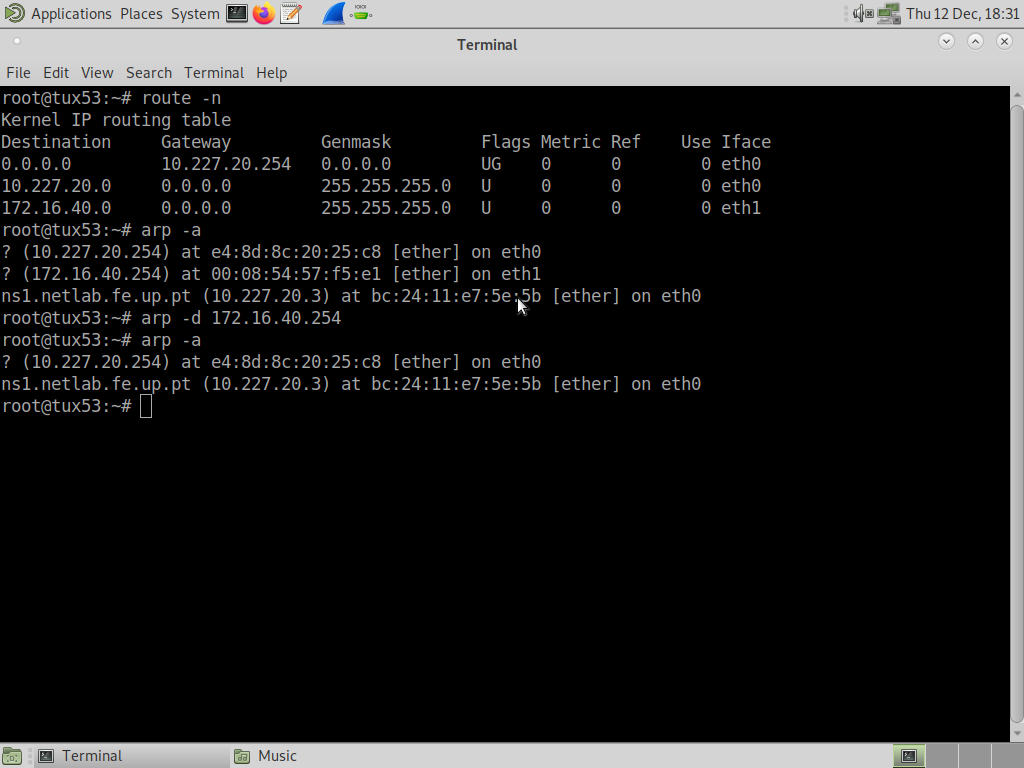 Applications Places System Thu 12 Dec, 18:31
Terminal
File Edit View Search Terminal Help
root@tux53:~# route -n
Kernel IP routing table
Destination     Gateway         Genmask         Flags Metric Ref    Use Iface
0.0.0.0         10.227.20.254   0.0.0.0         UG    0      0        0 eth0
10.227.20.0     0.0.0.0         255.255.255.0   U     0      0        0 eth0
172.16.40.0     0.0.0.0         255.255.255.0   U     0      0        0 eth1
root@tux53:~# arp -a
? (10.227.20.254) at e4:8d:8c:20:25:c8 [ether] on eth0
? (172.16.40.254) at 00:08:54:57:f5:e1 [ether] on eth1
ns1.netlab.fe.up.pt (10.227.20.3) at bc:24:11:e7:5e:5b [ether] on eth0
root@tux53:~# arp -d 172.16.40.254
root@tux53:~# arp -a
? (10.227.20.254) at e4:8d:8c:20:25:c8 [ether] on eth0
ns1.netlab.fe.up.pt (10.227.20.3) at bc:24:11:e7:5e:5b [ether] on eth0
root@tux53:~#
Terminal Music